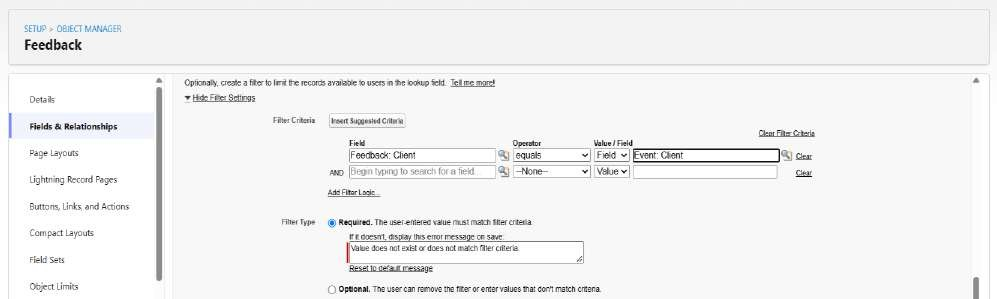 SETUP > OBJECT MANAGER
Feedback
Details
Fields & Relationships
Page Layouts
Lightning Record Pages
Buttons, Links, and Actions
Compact Layouts
Field Sets
Object Limits
Optionally, create a filter to limit the records available to users in the lookup field. Tell me more!
Hide Filter Settings
Filter Criteria Insert Suggested Criteria
Clear Filter Criteria
Field Operator Value / Field
Feedback: Client equals Field Event: Client Clear
AND Begin typing to search for a field... --None-- Value Clear
Add Filter Logic...
Filter Type Required. The user-entered value must match filter criteria.
If it doesn't, display this error message on save:
Value does not exist or does not match filter criteria.
Reset to default message
Optional. The user can remove the filter or enter values that don't match criteria.